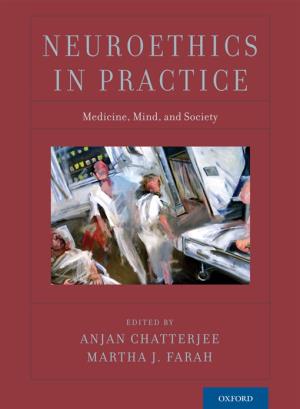 NEUROETHICS
IN PRACTICE
Medicine, Mind, and Society
EDITED BY
ANJAN CHATTERJEE
MARTHA J. FARAH
OXFORD